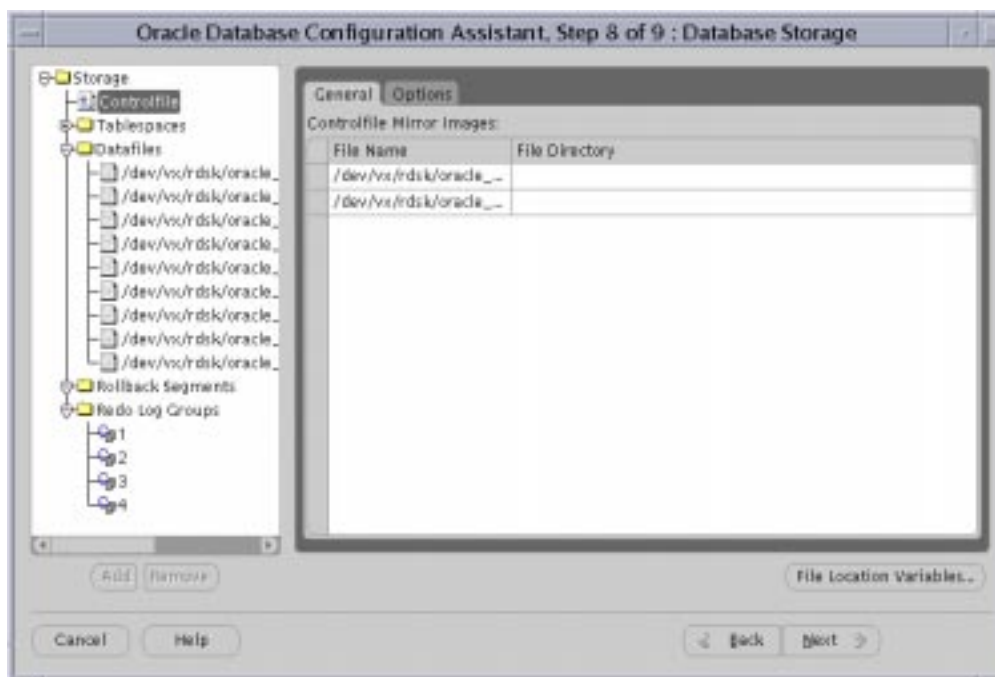 Oracle Database Configuration Assistant, Step 8 of 9 : Database Storage
Storage
Controlfile
Tablespaces
Datafiles
/dev/vx/rdsk/oracle_
/dev/vx/rdsk/oracle_
/dev/vx/rdsk/oracle_
/dev/vx/rdsk/oracle_
/dev/vx/rdsk/oracle_
/dev/vx/rdsk/oracle_
/dev/vx/rdsk/oracle_
/dev/vx/rdsk/oracle_
/dev/vx/rdsk/oracle_
Rollback Segments
Redo Log Groups
1
2
3
4
General Options
Controlfile Mirror Images:
File Name File Directory
/dev/vx/rdsk/oracle_...
/dev/vx/rdsk/oracle_...
Add Remove
File Location Variables...
Cancel Help Back Next